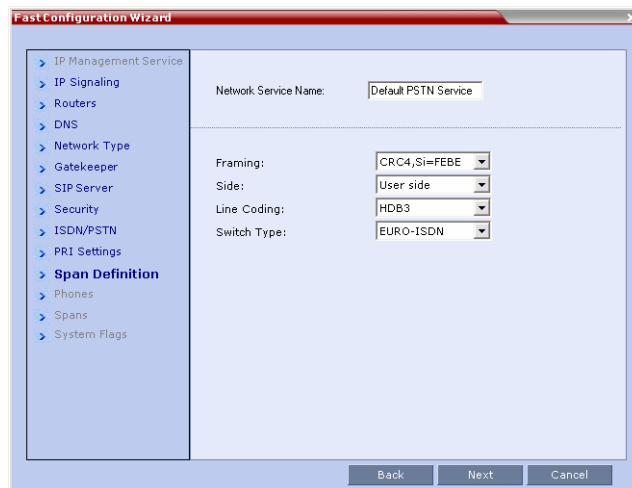 Fast Configuration Wizard
IP Management Service
IP Signaling
Routers
DNS
Network Type
Gatekeeper
SIP Server
Security
ISDN/PSTN
PRI Settings
Span Definition
Phones
Spans
System Flags
Network Service Name: Default PSTN Service
Framing: CRC4,Si=FEBE
Side: User side
Line Coding: HDB3
Switch Type: EURO-ISDN
Back Next Cancel